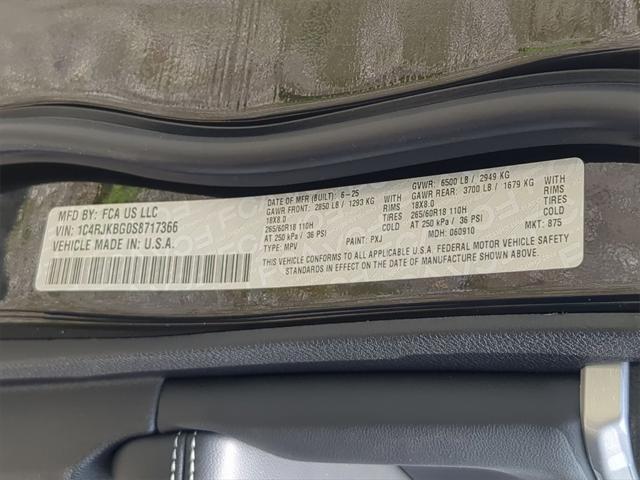 MFD BY: FCA US LLC
VIN: 1C4RJKBG0S8717366
VEHICLE MADE IN U.S.A.
DATE OF MFR (BUILT): 6-25 GVWR: 6500 LB / 2949 KG
GAWR FRONT: 2850 LB / 1293 KG WITH GAWR REAR: 3700 LB / 1679 KG WITH
18X8.0 RIMS 18X8.0 RIMS
265/60R18 110H TIRES 265/60R18 110H TIRES
AT 250 kPa / 36 PSI COLD AT 250 kPa / 36 PSI COLD
TYPE: MPV PAINT: PXJ MDH: 060910 MKT: 875
THIS VEHICLE CONFORMS TO ALL APPLICABLE U.S.A. FEDERAL MOTOR VEHICLE SAFETY
STANDARDS IN EFFECT ON THE DATE OF MANUFACTURE SHOWN ABOVE.